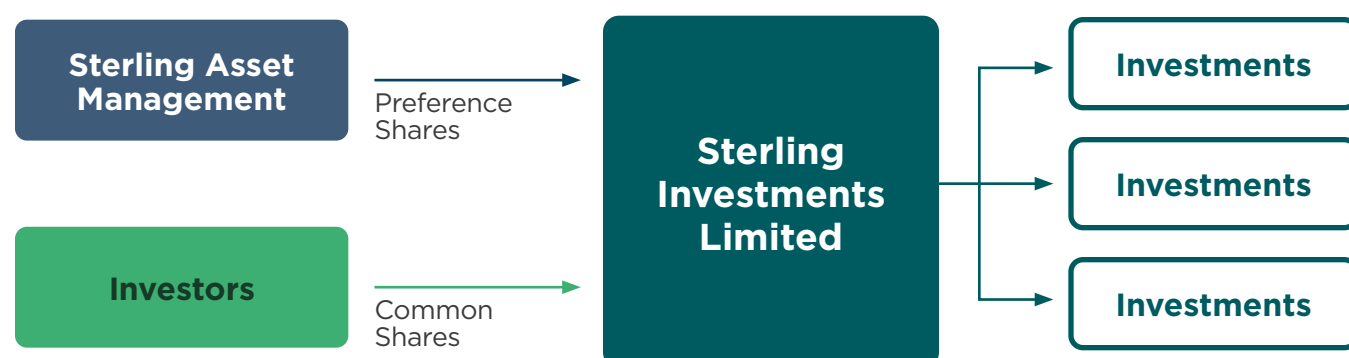 Sterling Asset
Management
Preference
Shares
Investors
Common
Shares
Sterling
Investments
Limited
Investments
Investments
Investments